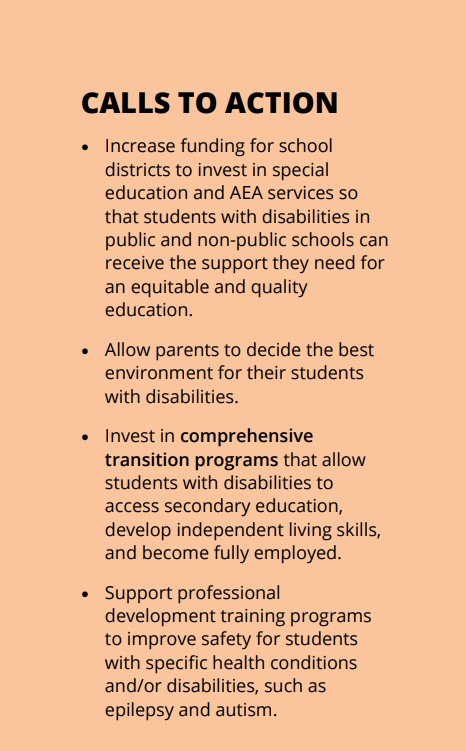 CALLS TO ACTION
• Increase funding for school
districts to invest in special
education and AEA services so
that students with disabilities in
public and non-public schools can
receive the support they need for
an equitable and quality
education.
• Allow parents to decide the best
environment for their students
with disabilities.
• Invest in comprehensive
transition programs that allow
students with disabilities to
access secondary education,
develop independent living skills,
and become fully employed.
• Support professional
development training programs
to improve safety for students
with specific health conditions
and/or disabilities, such as
epilepsy and autism.